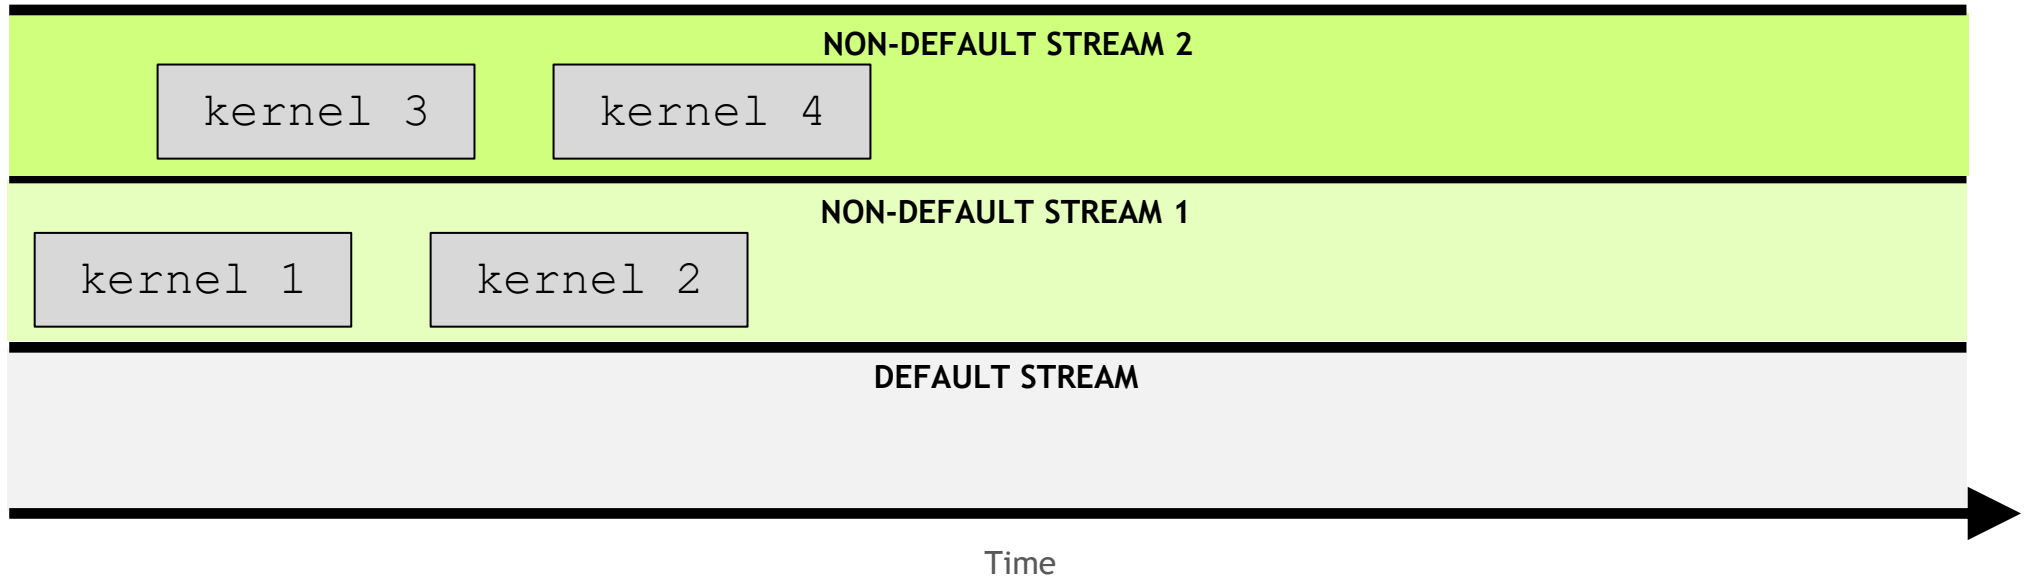 NON-DEFAULT STREAM 2
kernel 3
kernel 4
NON-DEFAULT STREAM 1
kernel 1
kernel 2
DEFAULT STREAM
Time